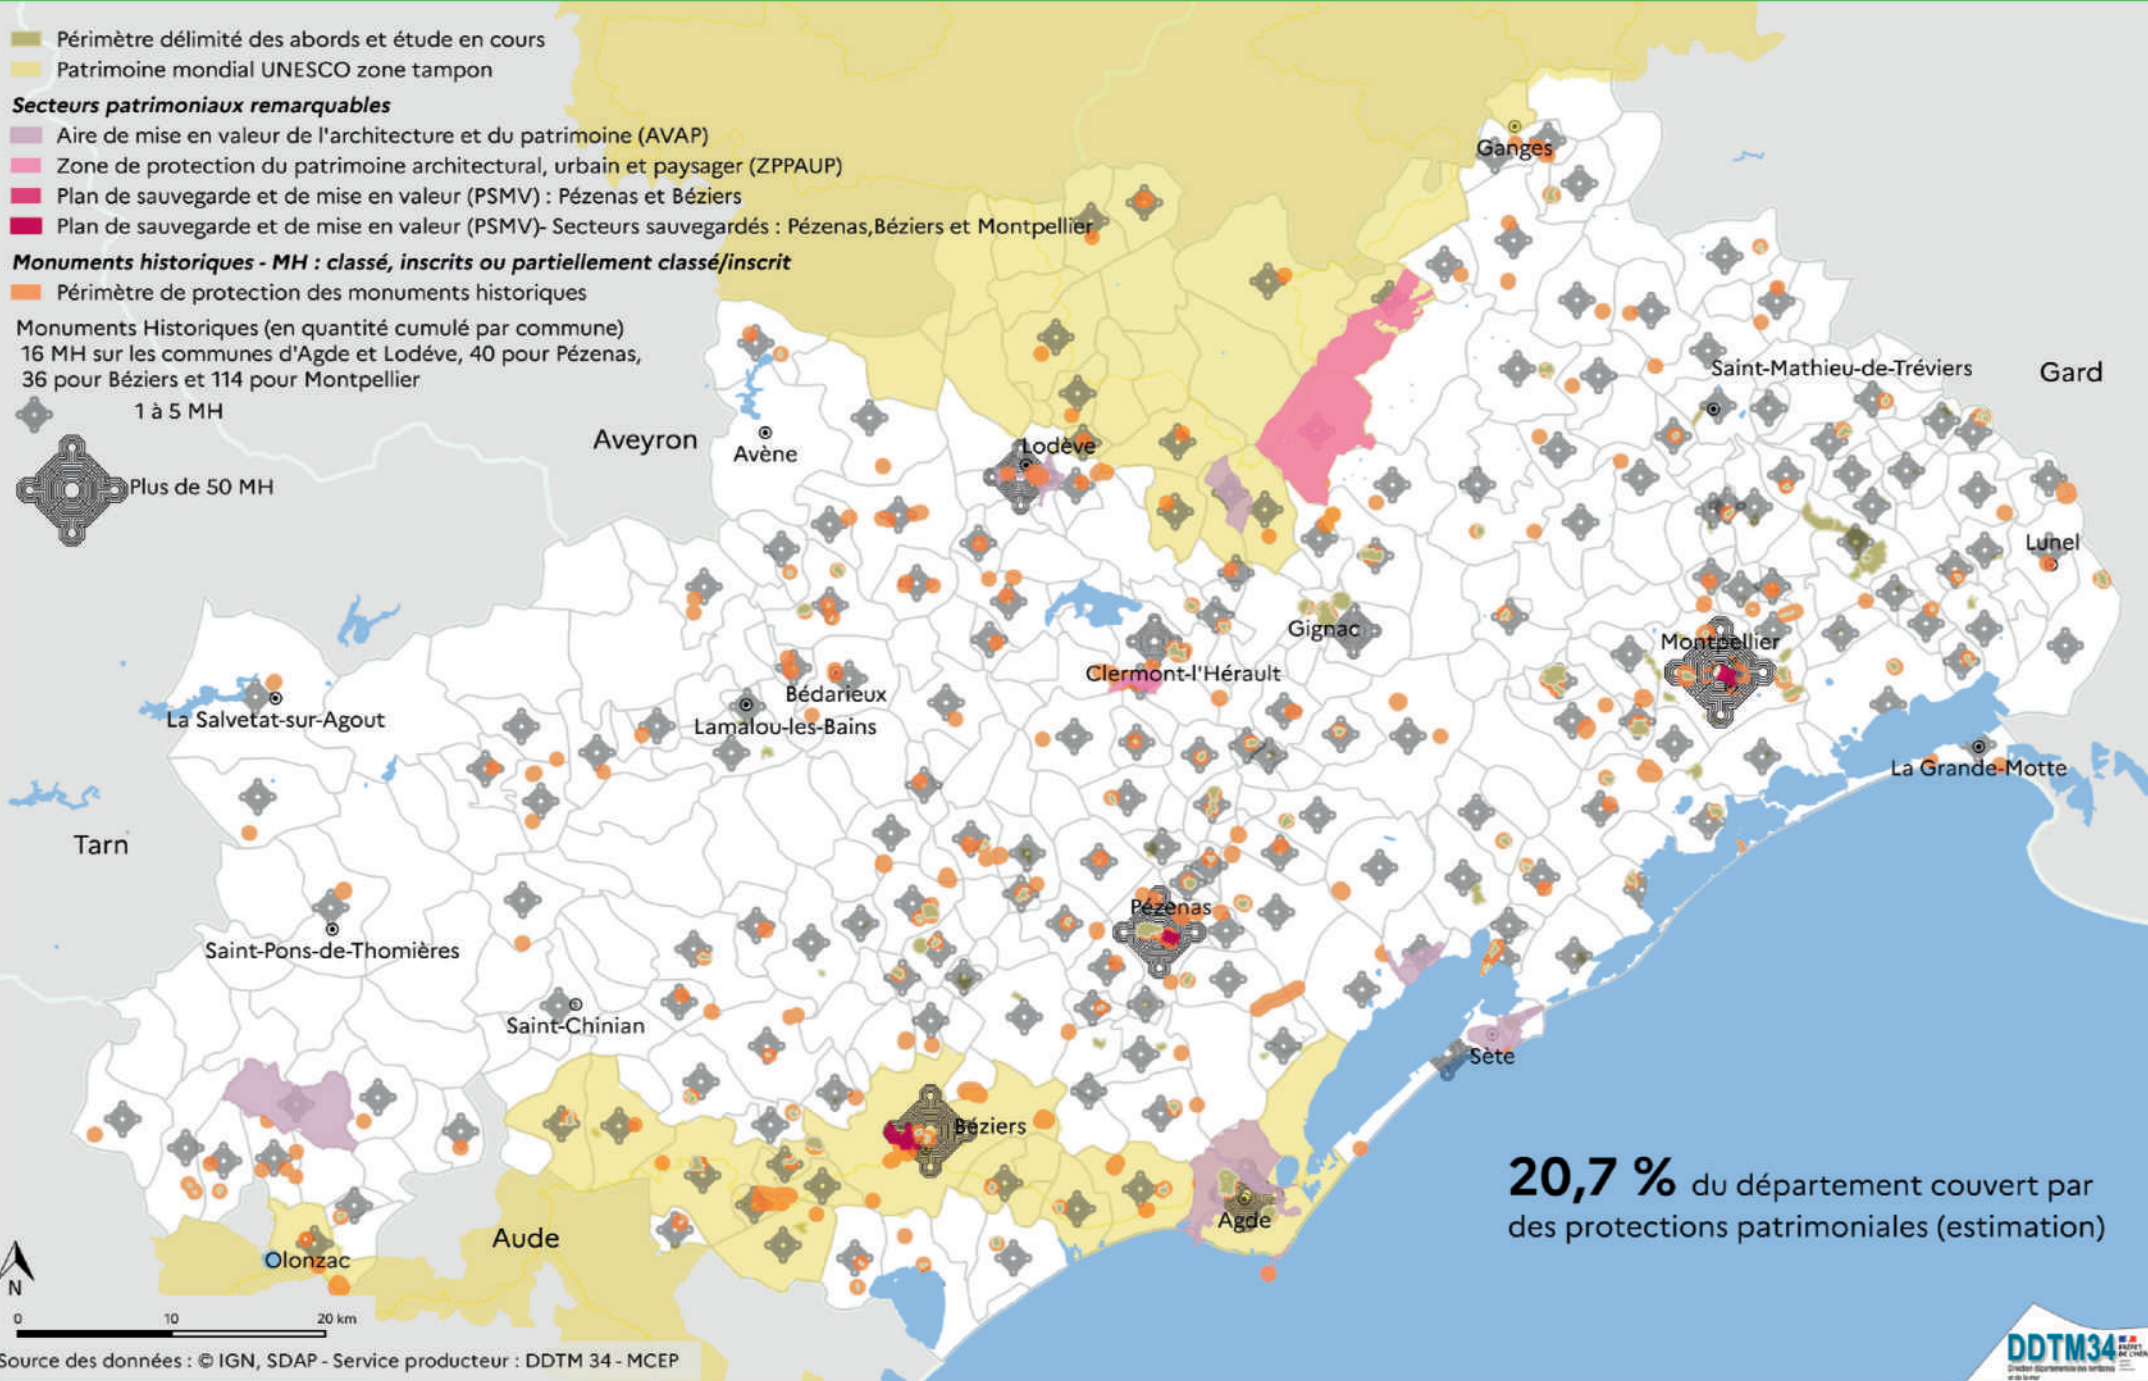 Périmètre délimité des abords et étude en cours
Patrimoine mondial UNESCO zone tampon
Secteurs patrimoniaux remarquables
Aire de mise en valeur de l'architecture et du patrimoine (AVAP)
Zone de protection du patrimoine architectural, urbain et paysager (ZPPAUP)
Plan de sauvegarde et de mise en valeur (PSMV) : Pézenas et Béziers
Plan de sauvegarde et de mise en valeur (PSMV)- Secteurs sauvegardés : Pézenas,Béziers et Montpellier
Monuments historiques - MH : classé, inscrits ou partiellement classé/inscrit
Périmètre de protection des monuments historiques
Monuments Historiques (en quantité cumulé par commune)
16 MH sur les communes d'Agde et Lodéve, 40 pour Pézenas,
36 pour Béziers et 114 pour Montpellier
1 à 5 MH
Plus de 50 MH
Ganges
Saint-Mathieu-de-Tréviers
Gard
Aveyron
Avène
Lodève
Lunel
Gignac
Montpellier
Clermont-l'Hérault
Bédarieux
La Salvetat-sur-Agout
Lamalou-les-Bains
La Grande-Motte
Tarn
Pézenas
Saint-Pons-de-Thomières
Saint-Chinian
Sète
Béziers
Agde
Aude
Olonzac
20,7 % du département couvert par
des protections patrimoniales (estimation)
N
0 10 20 km
Source des données : © IGN, SDAP - Service producteur : DDTM 34 - MCEP
DDTM34